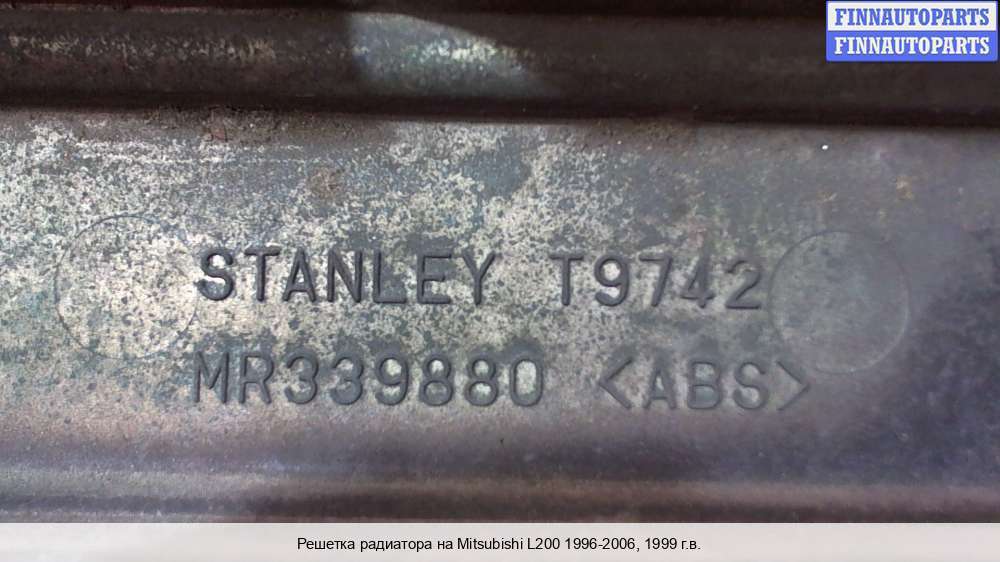 FINNAUTOPARTS
FINNAUTOPARTS
STANLEY T9742
MR339880 <ABS>
Решетка радиатора на Mitsubishi L200 1996-2006, 1999 г.в.